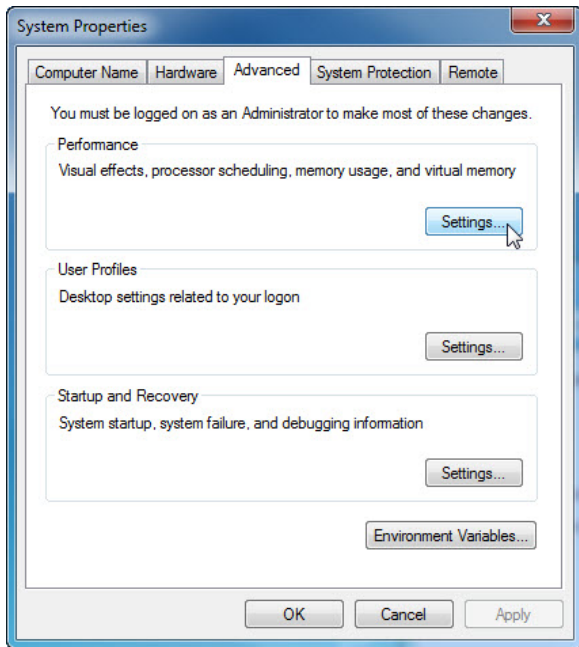 System Properties
Computer Name Hardware Advanced System Protection Remote
You must be logged on as an Administrator to make most of these changes.
Performance
Visual effects, processor scheduling, memory usage, and virtual memory
Settings...
User Profiles
Desktop settings related to your logon
Settings...
Startup and Recovery
System startup, system failure, and debugging information
Settings...
Environment Variables...
OK Cancel Apply